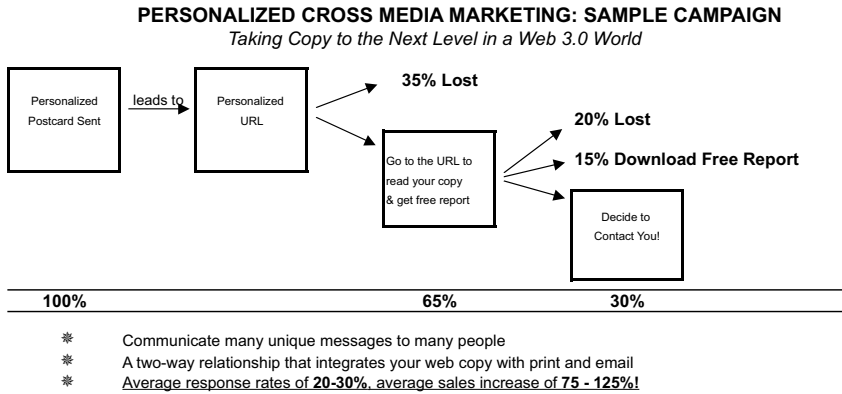 PERSONALIZED CROSS MEDIA MARKETING: SAMPLE CAMPAIGN
Taking Copy to the Next Level in a Web 3.0 World
Personalized
Postcard Sent
leads to
Personalized
URL
35% Lost
Go to the URL to
read your copy
& get free report
20% Lost
15% Download Free Report
Decide to
Contact You!
100%
65%
30%
Communicate many unique messages to many people
A two-way relationship that integrates your web copy with print and email
Average response rates of 20-30%, average sales increase of 75 - 125%!